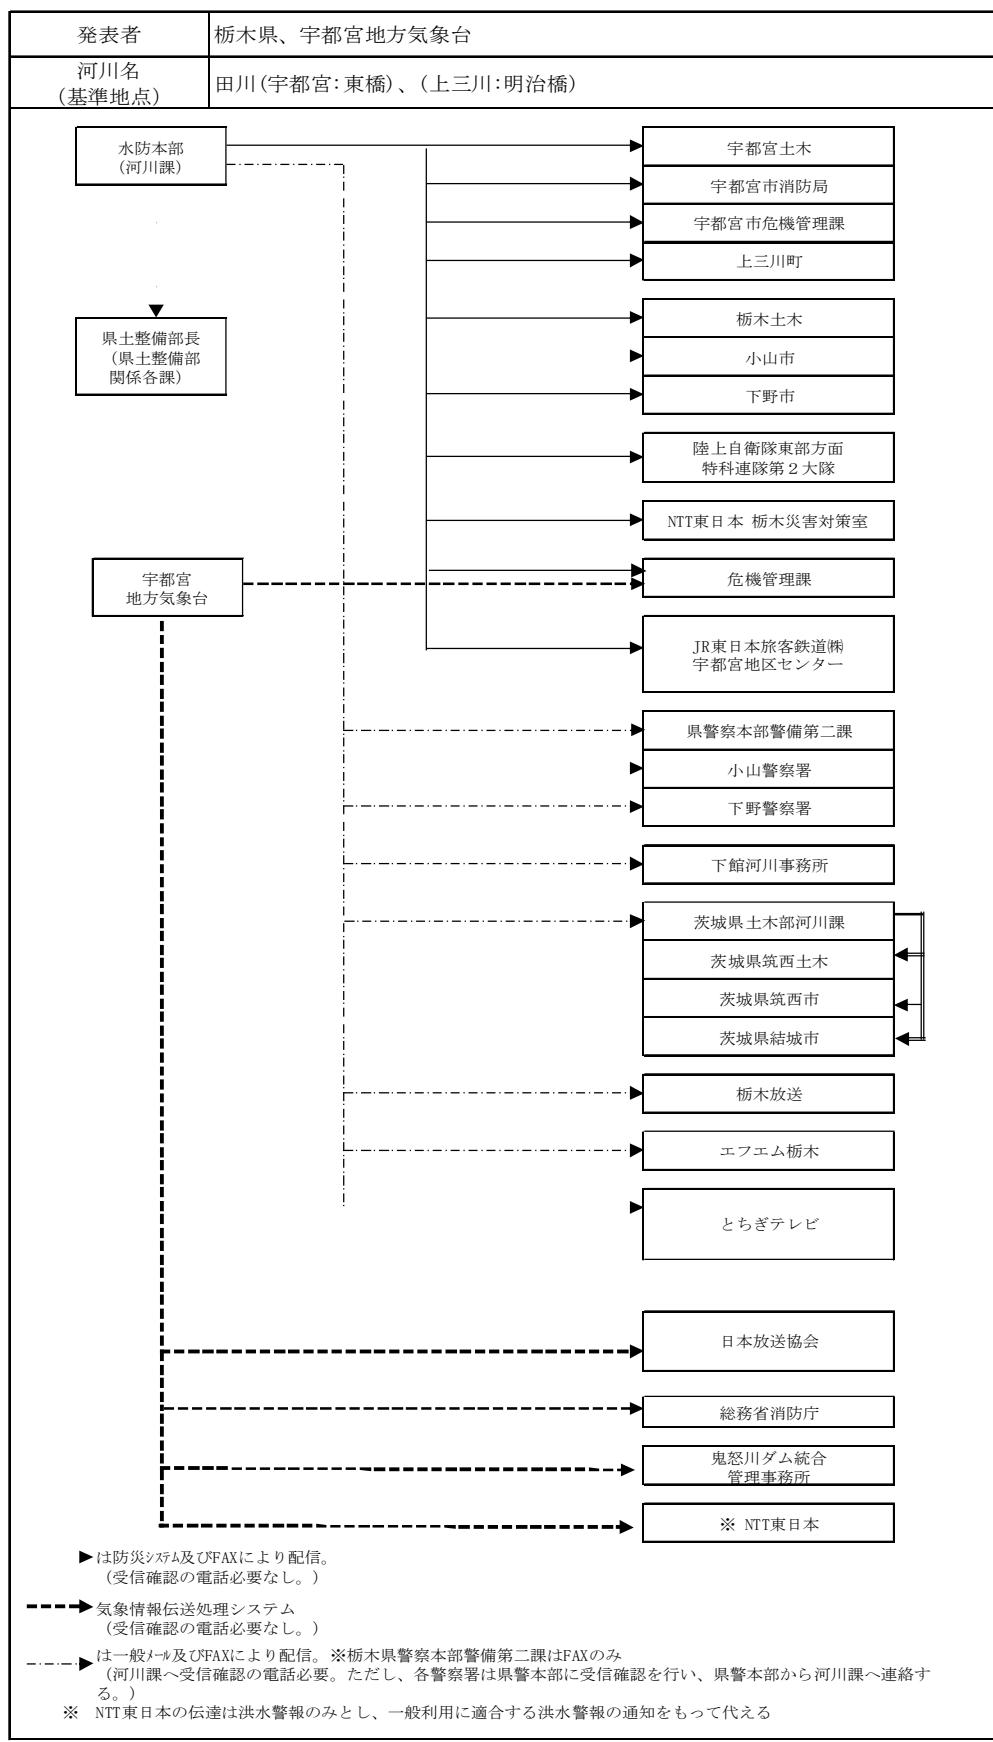 発表者
栃木県、宇都宮地方気象台
河川名
(基準地点)
田川(宇都宮:東橋)、(上三川:明治橋)
水防本部
(河川課)
県土整備部長
(県土整備部
関係各課)
宇都宮
地方気象台
宇都宮土木
宇都宮市消防局
宇都宮市危機管理課
上三川町
栃木土木
小山市
下野市
陸上自衛隊東部方面
特科連隊第2大隊
NTT東日本 栃木災害対策室
危機管理課
JR東日本旅客鉄道㈱
宇都宮地区センター
県警察本部警備第二課
小山警察署
下野警察署
下館河川事務所
茨城県土木部河川課
茨城県筑西土木
茨城県筑西市
茨城県結城市
栃木放送
エフエム栃木
とちぎテレビ
日本放送協会
総務省消防庁
鬼怒川ダム統合
管理事務所
※ NTT東日本
は防災システム及びFAXにより配信。
(受信確認の電話必要なし。)
気象情報伝送処理システム
(受信確認の電話必要なし。)
は一般メール及びFAXにより配信。※栃木県警察本部警備第二課はFAXのみ
(河川課へ受信確認の電話必要。ただし、各警察署は県警本部に受信確認を行い、県警本部から河川課へ連絡す
る。)
※ NTT東日本の伝達は洪水警報のみとし、一般利用に適合する洪水警報の通知をもって代える